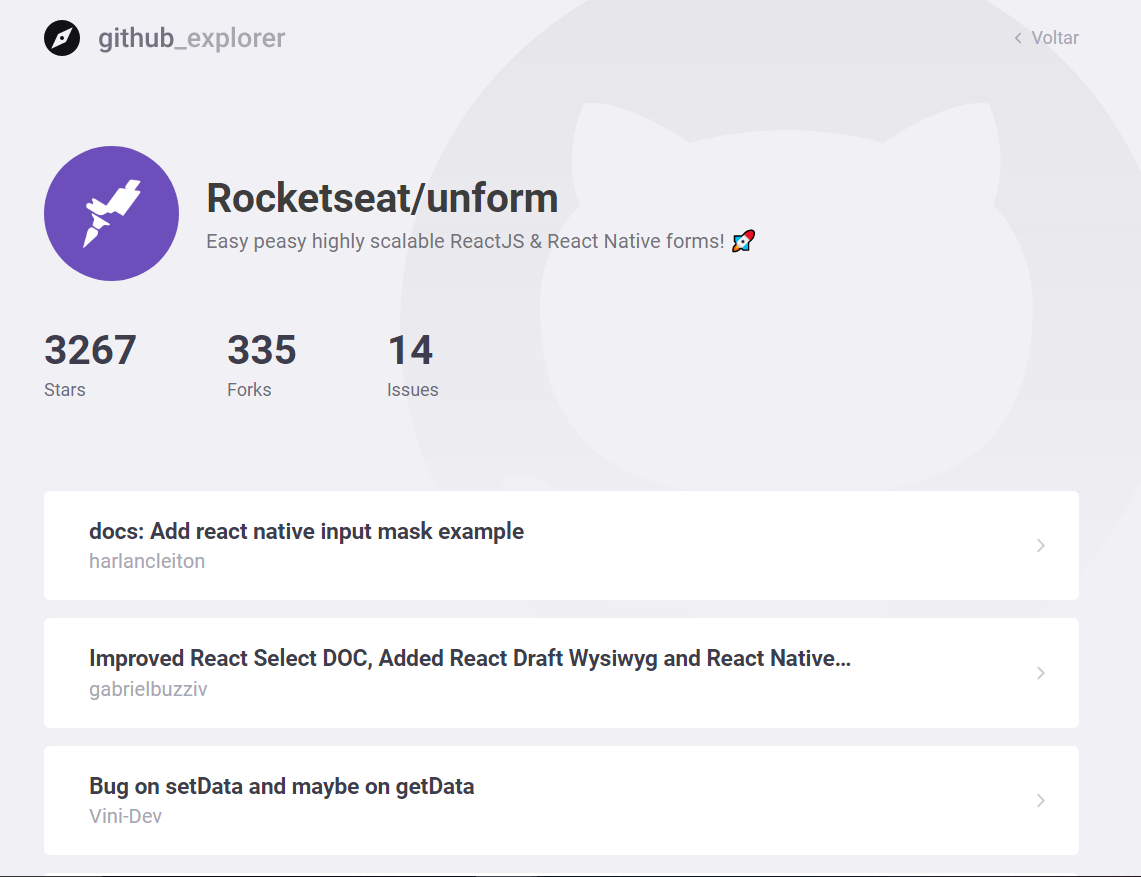 github_explorer
Voltar
Rocketseat/unform
Easy peasy highly scalable ReactJS & React Native forms! 🚀
3267
335
14
Stars
Forks
Issues
docs: Add react native input mask example
harlancleiton
Improved React Select DOC, Added React Draft Wysiwyg and React Native...
gabrielbuzziv
Bug on setData and maybe on getData
Vini-Dev